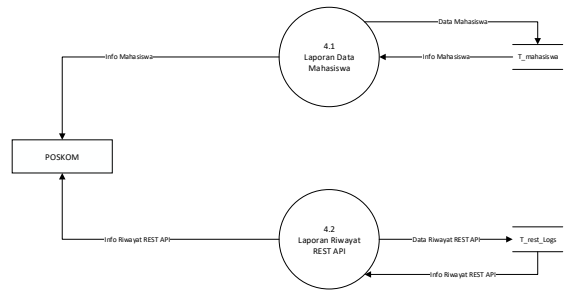 Data Mahasiswa
4.1
Laporan Data
Mahasiswa
Info Mahasiswa
Info Mahasiswa
T_mahasiswa
POSKOM
4.2
Laporan Riwayat
REST API
Info Riwayat REST API
Data Riwayat REST API
T_rest_Logs
Info Riwayat REST API